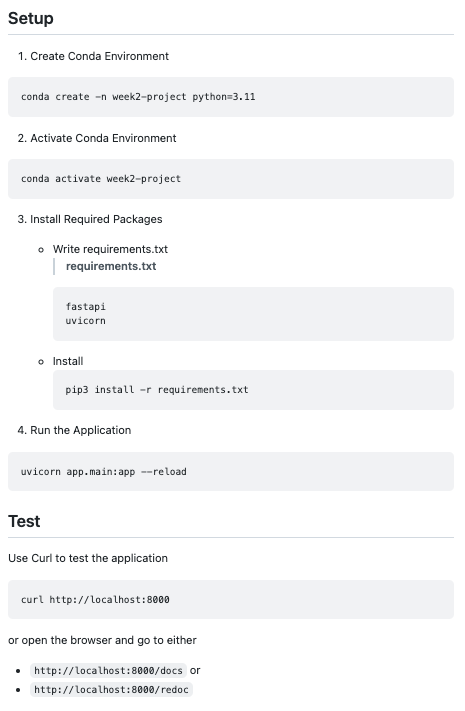 Setup
1. Create Conda Environment
conda create -n week2-project python=3.11
2. Activate Conda Environment
conda activate week2-project
3. Install Required Packages
Write requirements.txt
requirements.txt
fastapi
uvicorn
Install
pip3 install -r requirements.txt
4. Run the Application
uvicorn app.main:app --reload
Test
Use Curl to test the application
curl http://localhost:8000
or open the browser and go to either
http://localhost:8000/docs or
http://localhost:8000/redoc